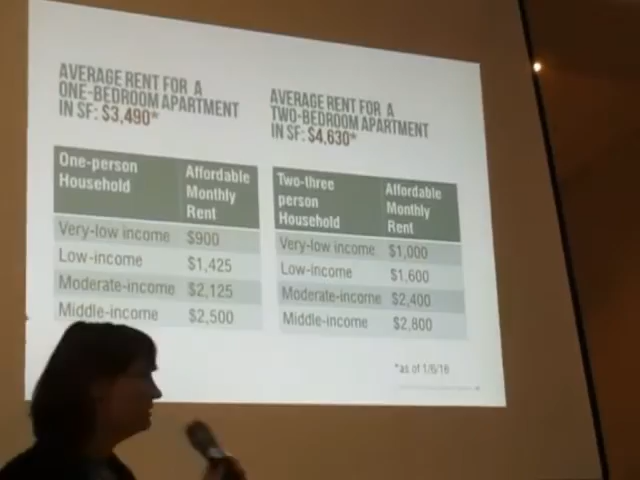 AVERAGE RENT FOR A
ONE-BEDROOM APARTMENT
IN SF: $3,490*
One-person Household | Affordable Monthly Rent
Very-low income $900
Low-income $1,425
Moderate-income $2,125
Middle-income $2,500
AVERAGE RENT FOR A
TWO-BEDROOM APARTMENT
IN SF: $4,630*
Two-three person Household | Affordable Monthly Rent
Very-low income $1,000
Low-income $1,600
Moderate-income $2,400
Middle-income $2,800
*as of 1/6/16